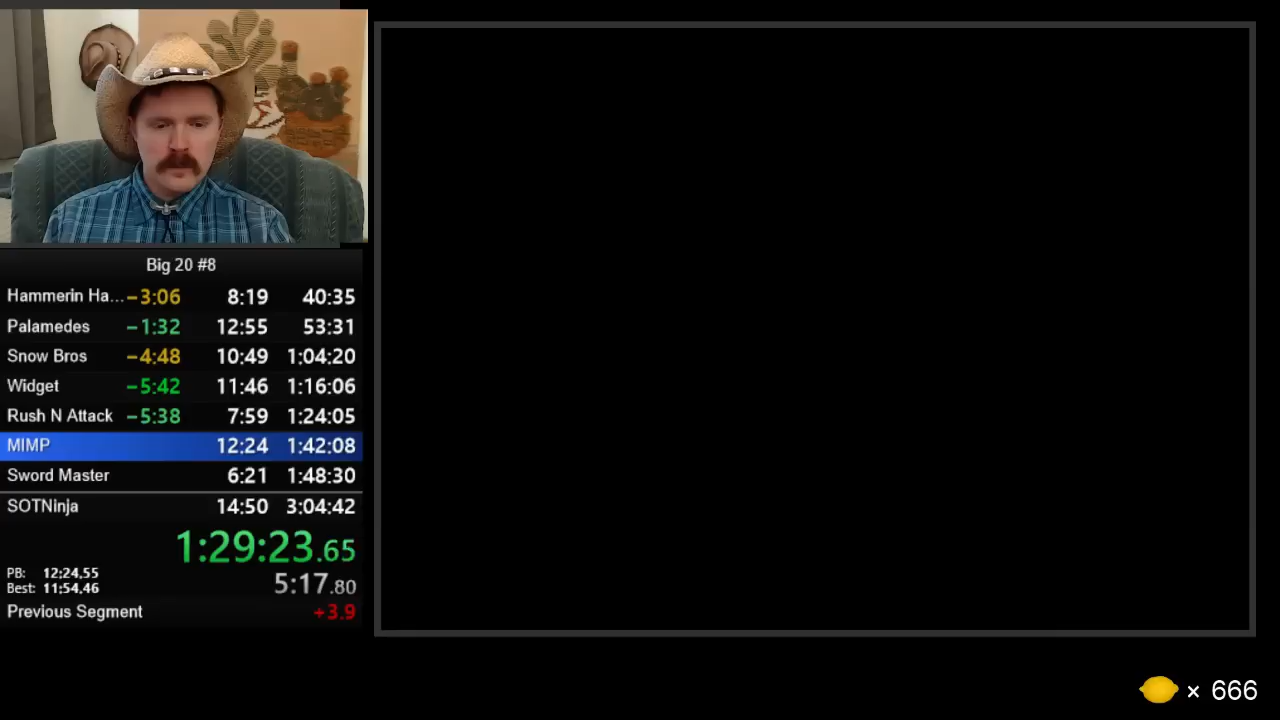 Big 20 #8
Hammerin Ha... -3:06 8:19 40:35
Palamedes -1:32 12:55 53:31
Snow Bros -4:48 10:49 1:04:20
Widget -5:42 11:46 1:16:06
Rush N Attack -5:38 7:59 1:24:05
MIMP 12:24 1:42:08
Sword Master 6:21 1:48:30
SOTNinja 14:50 3:04:42
1:29:23.65
PB: 12:24.55
Best: 11:54.46
5:17.80
Previous Segment +3.9
× 666